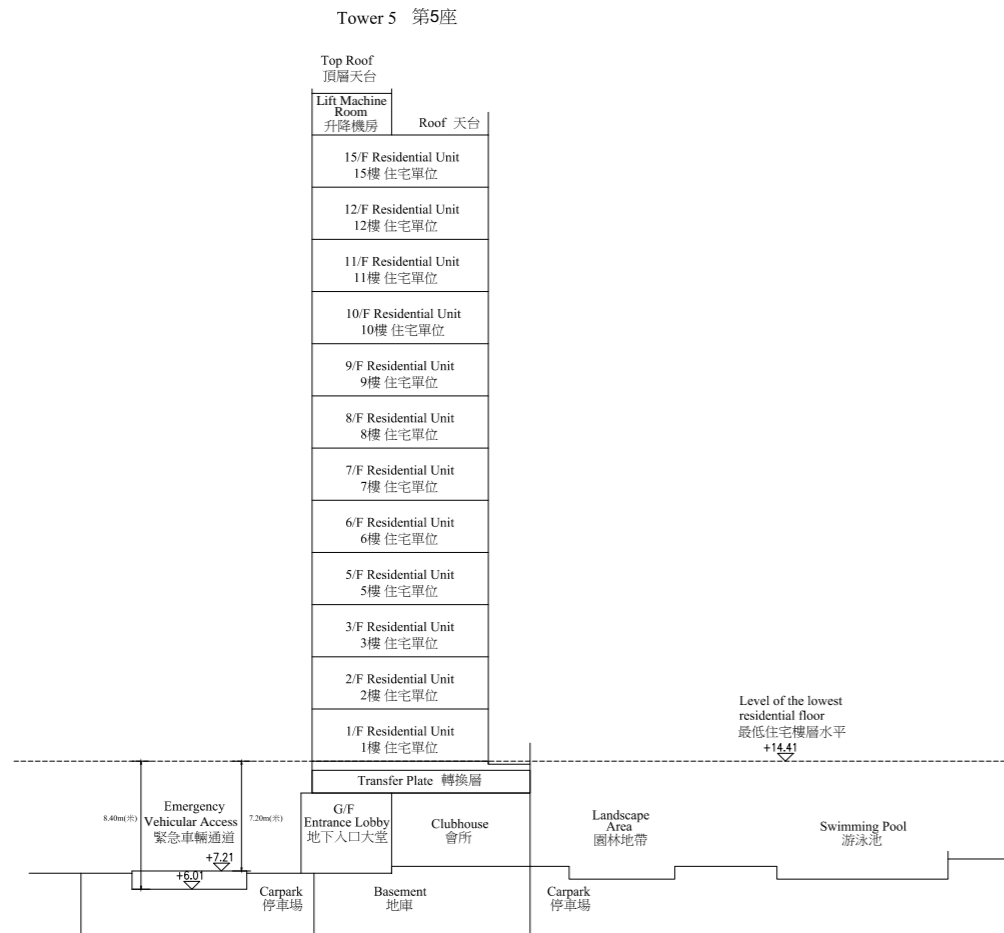 Tower 5 第5座
Top Roof
頂層天台
Lift Machine
Room
升降機房
Roof 天台
15/F Residential Unit
15樓 住宅單位
12/F Residential Unit
12樓 住宅單位
11/F Residential Unit
11樓 住宅單位
10/F Residential Unit
10樓 住宅單位
9/F Residential Unit
9樓 住宅單位
8/F Residential Unit
8樓 住宅單位
7/F Residential Unit
7樓 住宅單位
6/F Residential Unit
6樓 住宅單位
5/F Residential Unit
5樓 住宅單位
3/F Residential Unit
3樓 住宅單位
2/F Residential Unit
2樓 住宅單位
1/F Residential Unit
1樓 住宅單位
Level of the lowest
residential floor
最低住宅樓層水平
+14.41
Transfer Plate 轉換層
8.40m(米)
Emergency
Vehicular Access
緊急車輛通道
7.20m(米)
+7.21
+6.01
G/F
Entrance Lobby
地下入口大堂
Clubhouse
會所
Landscape
Area
園林地帶
Swimming Pool
游泳池
Carpark
停車場
Basement
地庫
Carpark
停車場